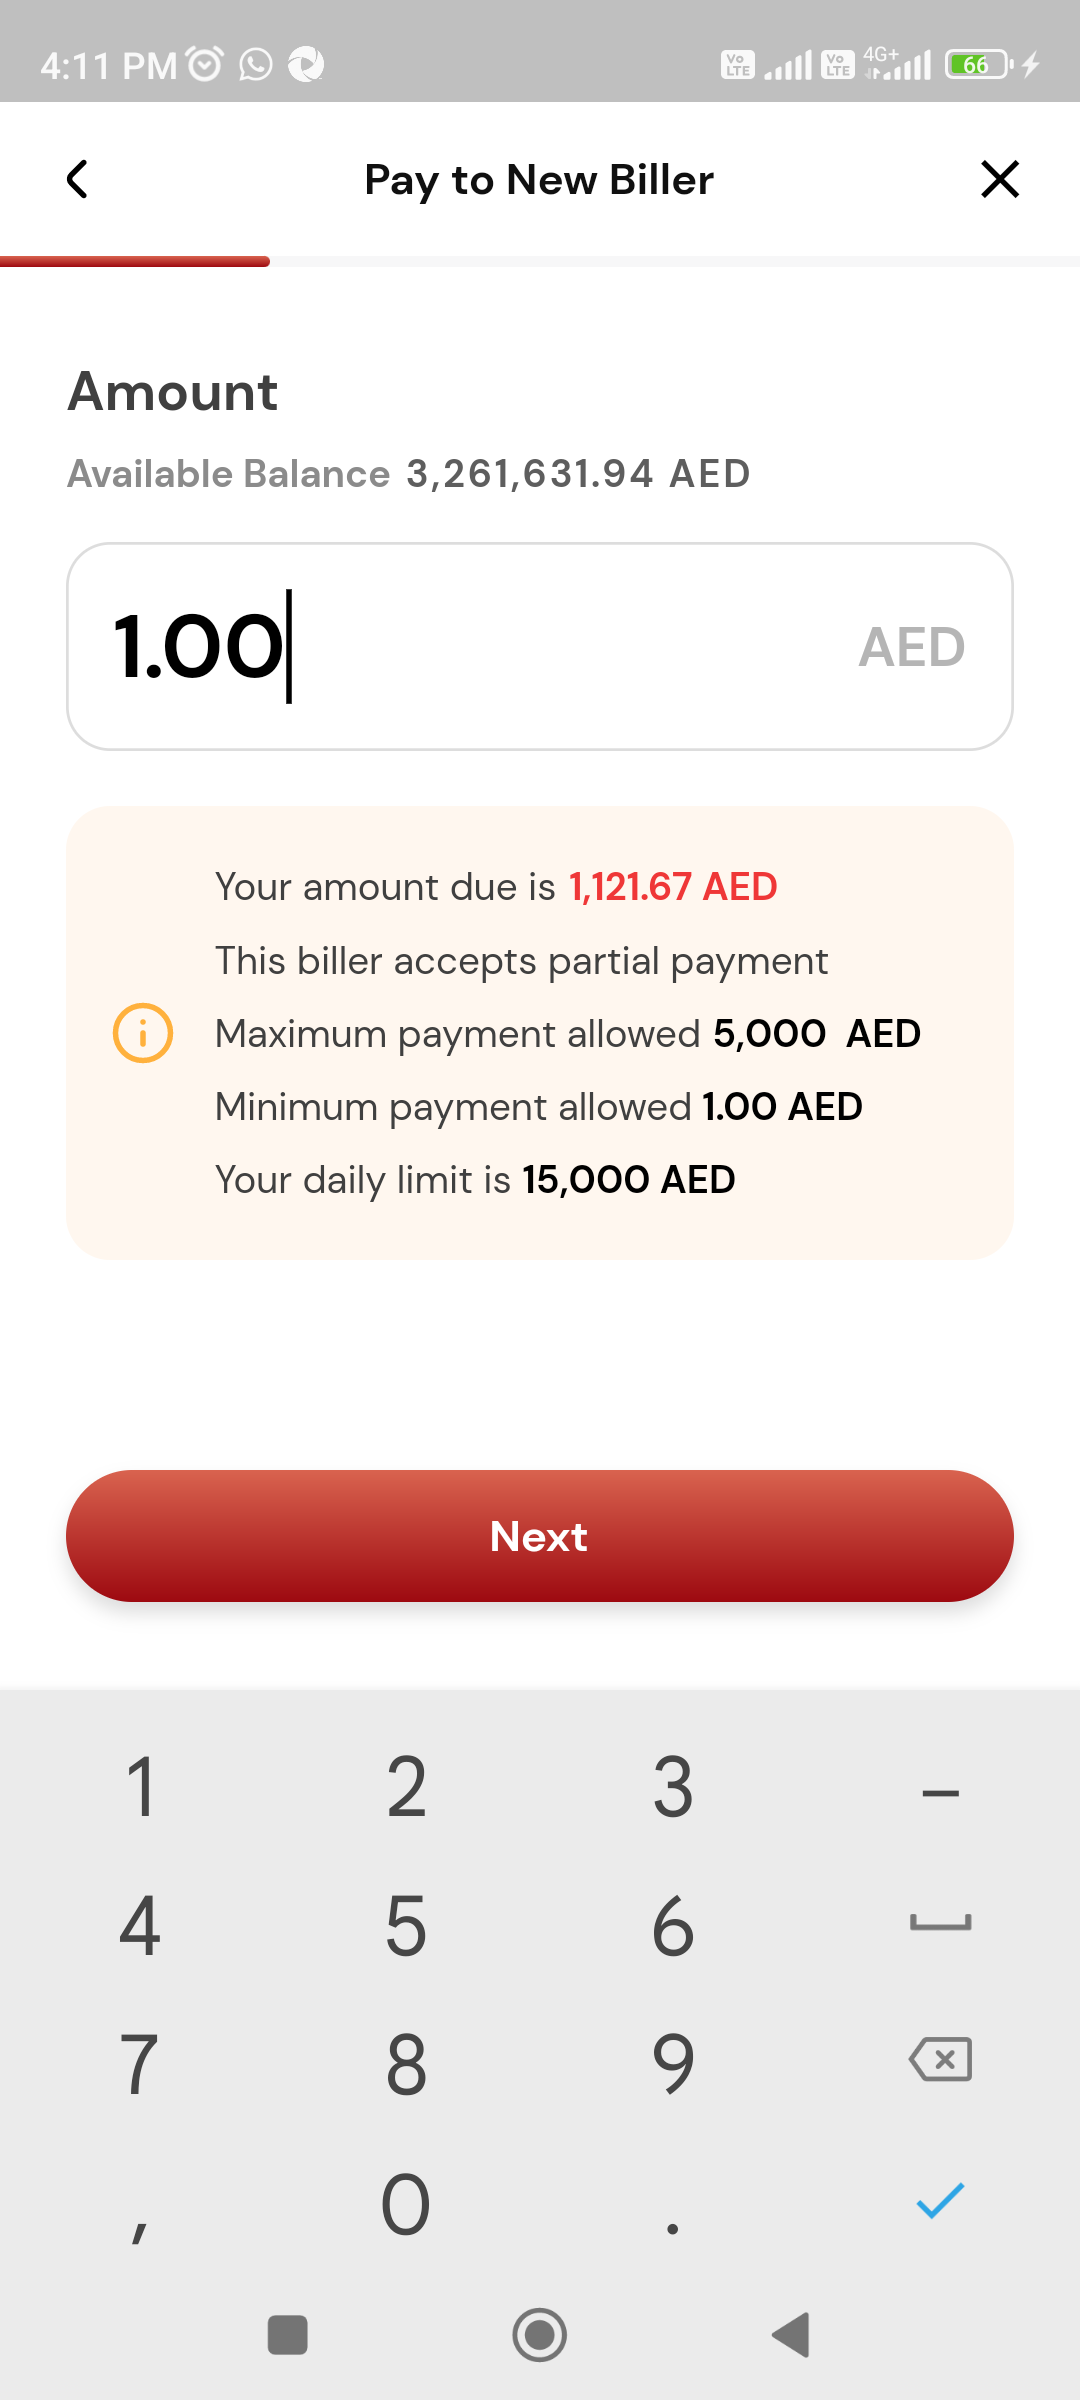 4:11 PM
Vo LTE
Vo LTE
4G+
66
Pay to New Biller
Amount
Available Balance 3,261,631.94 AED
1.00
AED
Your amount due is 1,121.67 AED
This biller accepts partial payment
Maximum payment allowed 5,000 AED
Minimum payment allowed 1.00 AED
Your daily limit is 15,000 AED
Next
1 2 3 –
4 5 6
7 8 9
, 0 .